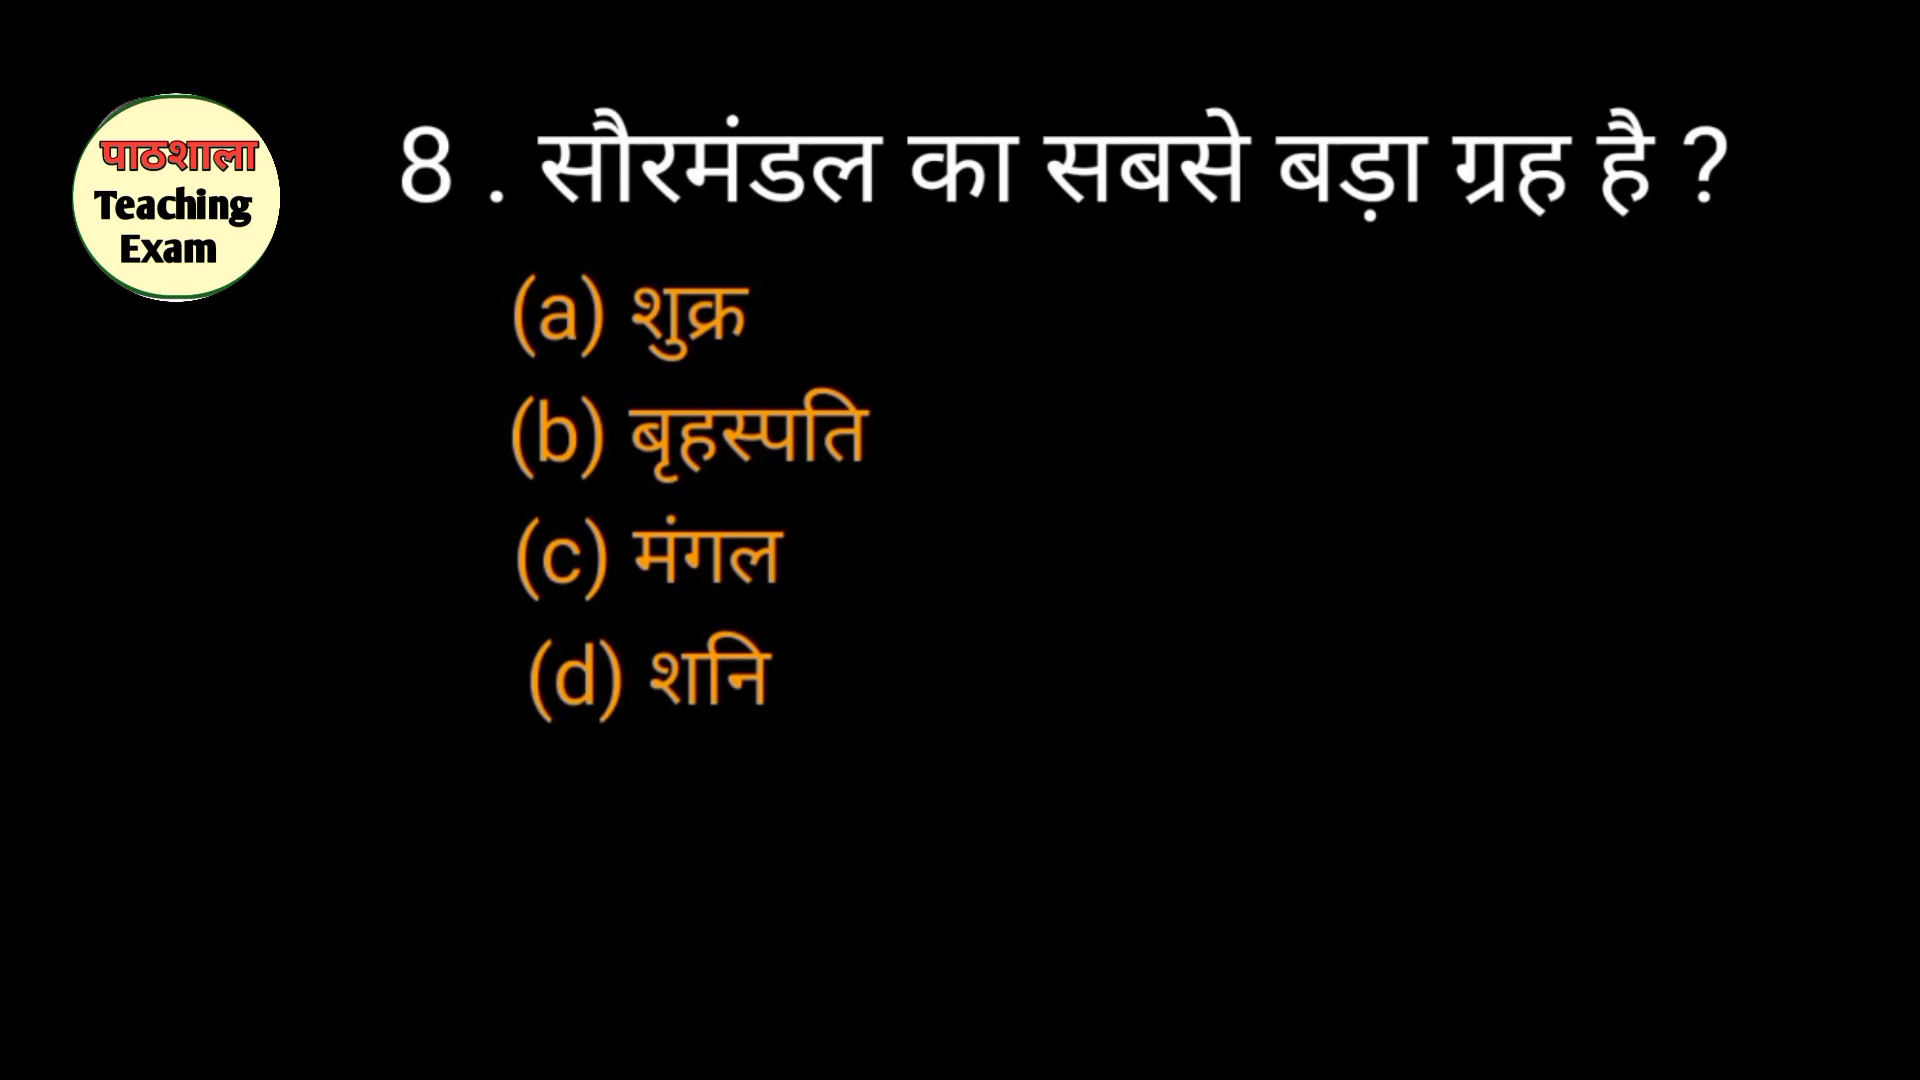 पाठशाला
Teaching
Exam
8 . सौरमंडल का सबसे बड़ा ग्रह है ?
(a) शुक्र
(b) बृहस्पति
(c) मंगल
(d) शनि